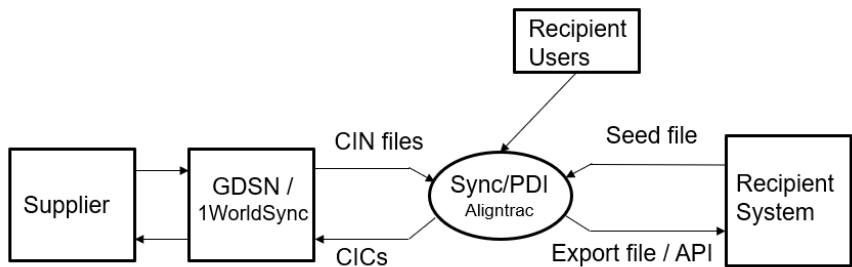 Recipient
Users
CIN files
Seed file
Supplier
GDSN /
1WorldSync
Sync/PDI
Aligntrac
Recipient
System
CICs
Export file / API